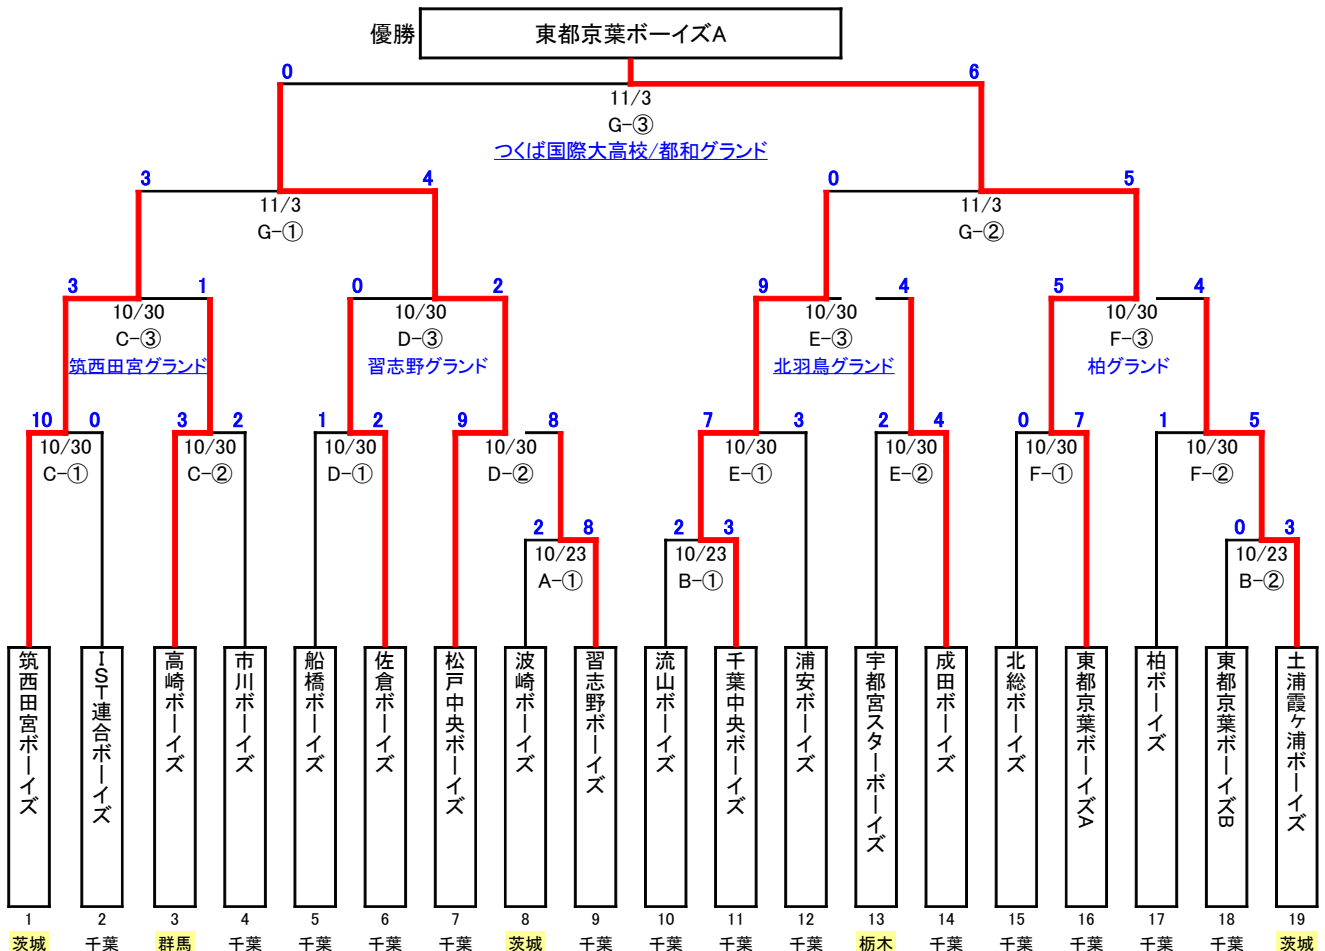 優勝
東都京葉ボーイズA
0 6
11/3
G-③
つくば国際大高校/都和グランド
3 4 0 5
11/3 11/3
G-① G-②
3 1 0 2 9 4 5 4
10/30 10/30 10/30 10/30
C-③ D-③ E-③ F-③
筑西田宮グランド 習志野グランド 北羽鳥グランド 柏グランド
10 0 3 2 1 2 9 8 7 3 2 4 0 7 1 5
10/30 10/30 10/30 10/30 10/30 10/30 10/30 10/30
C-① C-② D-① D-② E-① E-② F-① F-②
2 8 2 3 0 3
10/23 10/23 10/23
A-① B-① B-②
筑西田宮ボーイズ
IST連合ボーイズ
高崎ボーイズ
市川ボーイズ
船橋ボーイズ
佐倉ボーイズ
松戸中央ボーイズ
波崎ボーイズ
習志野ボーイズ
流山ボーイズ
千葉中央ボーイズ
浦安ボーイズ
宇都宮スターボーイズ
成田ボーイズ
北総ボーイズ
東都京葉ボーイズA
柏ボーイズ
東都京葉ボーイズB
土浦霞ヶ浦ボーイズ
1 2 3 4 5 6 7 8 9 10 11 12 13 14 15 16 17 18 19
茨城 千葉 群馬 千葉 千葉 千葉 千葉 茨城 千葉 千葉 千葉 千葉 栃木 千葉 千葉 千葉 千葉 千葉 茨城